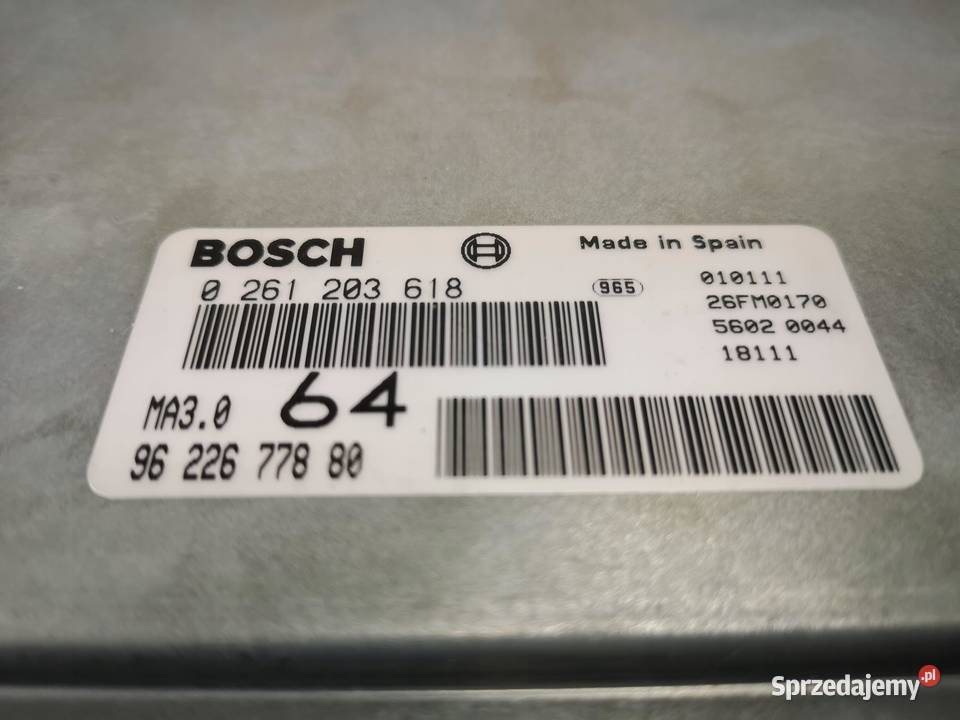 BOSCH
Made in Spain
0 261 203 618
965
010111
26FM0170
5602 0044
18111
MA3.0
64
96 226 778 80
Sprzedajemy.pl